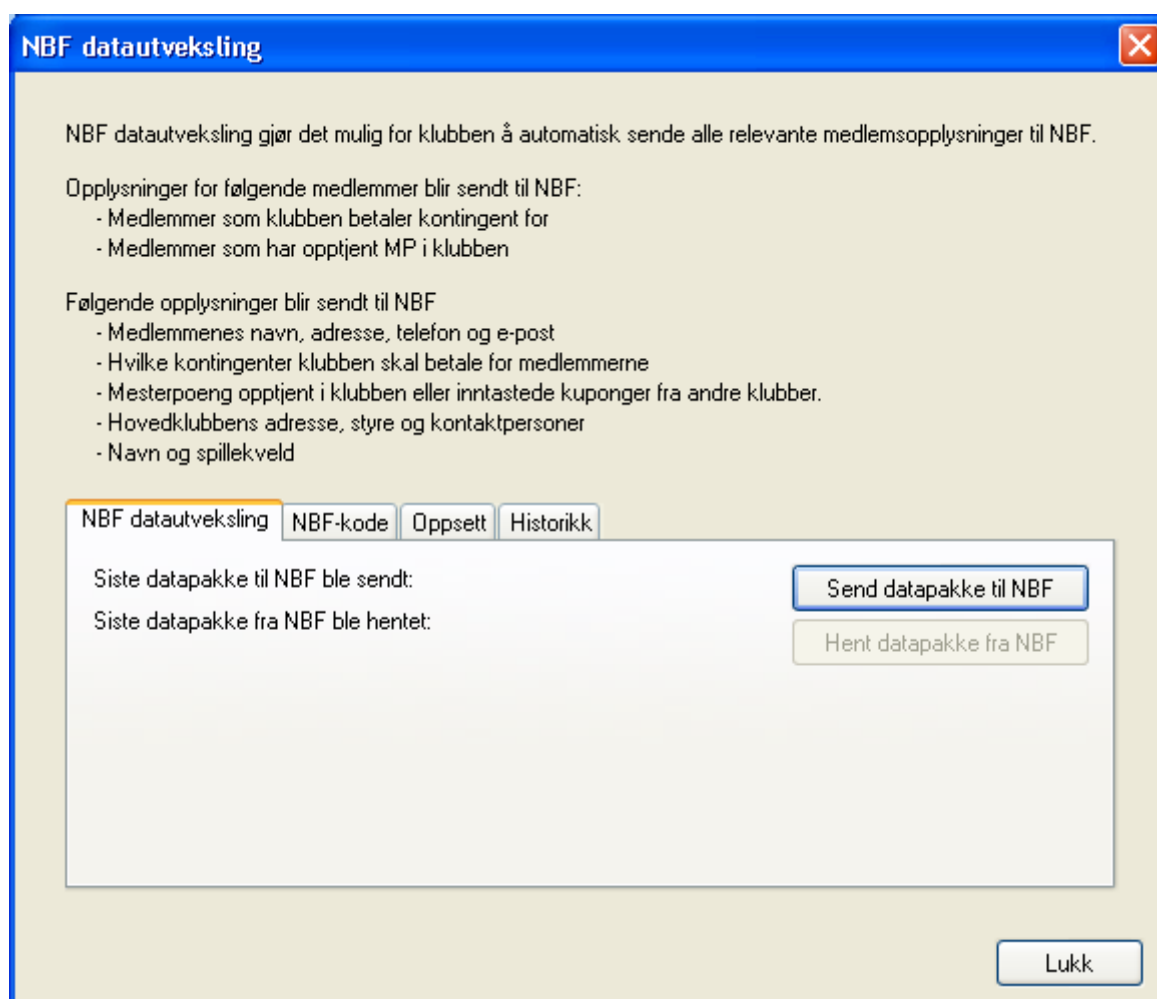 NBF datautveksling
NBF datautveksling gjør det mulig for klubben å automatisk sende alle relevante medlemsopplysninger til NBF.
Opplysninger for følgende medlemmer blir sendt til NBF:
- Medlemmer som klubben betaler kontingent for
- Medlemmer som har opptjent MP i klubben
Følgende opplysninger blir sendt til NBF
- Medlemmenes navn, adresse, telefon og e-post
- Hvilke kontingenter klubben skal betale for medlemmerne
- Mesterpoeng opptjent i klubben eller inntastede kuponger fra andre klubber.
- Hovedklubbens adresse, styre og kontaktpersoner
- Navn og spillekveld
NBF datautveksling NBF-kode Oppsett Historikk
Siste datapakke til NBF ble sendt: Send datapakke til NBF
Siste datapakke fra NBF ble hentet: Hent datapakke fra NBF
Lukk